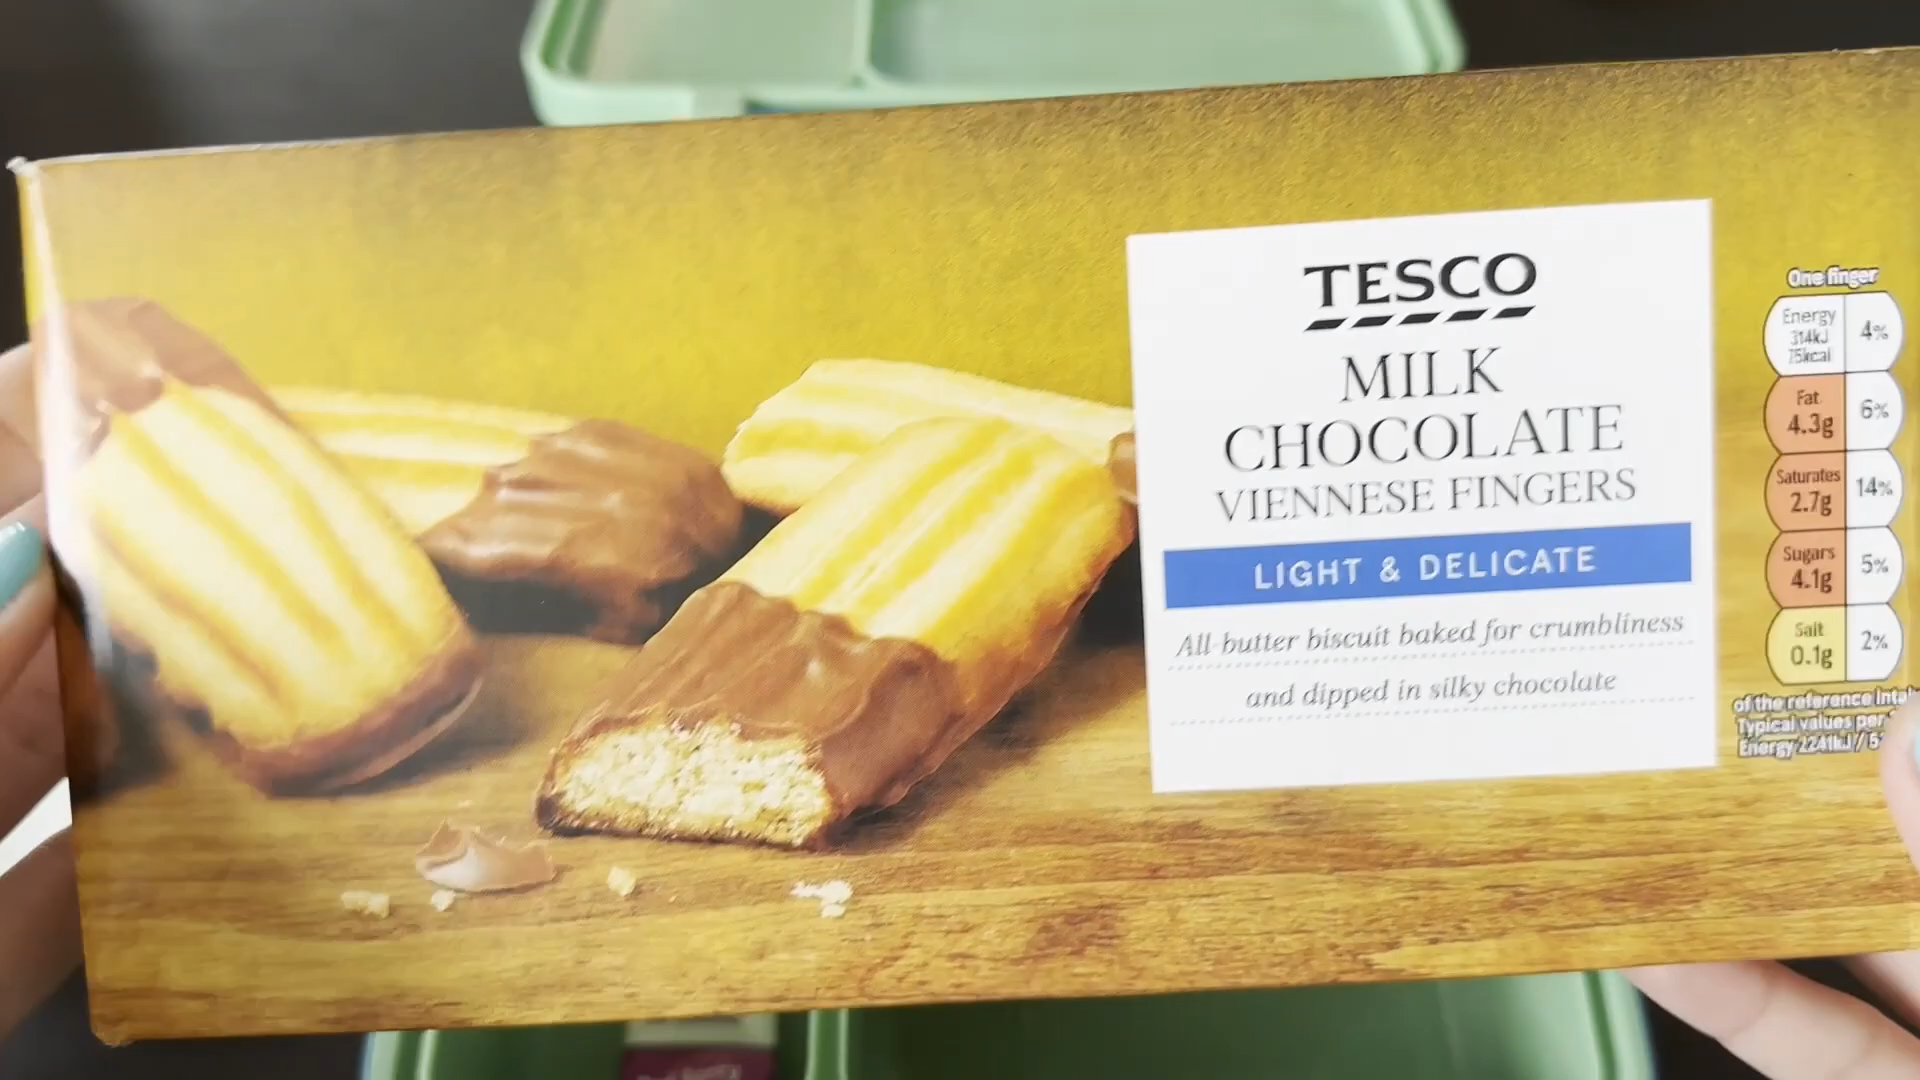 TESCO
MILK
CHOCOLATE
VIENNESE FINGERS
LIGHT & DELICATE
All-butter biscuit baked for crumbliness
and dipped in silky chocolate
One finger
Energy
314kJ
75kcal
4%
Fat
4.3g
6%
Saturates
2.7g
14%
Sugars
4.1g
5%
Salt
0.1g
2%
of the reference
Typical values per
Energy 2241kJ /